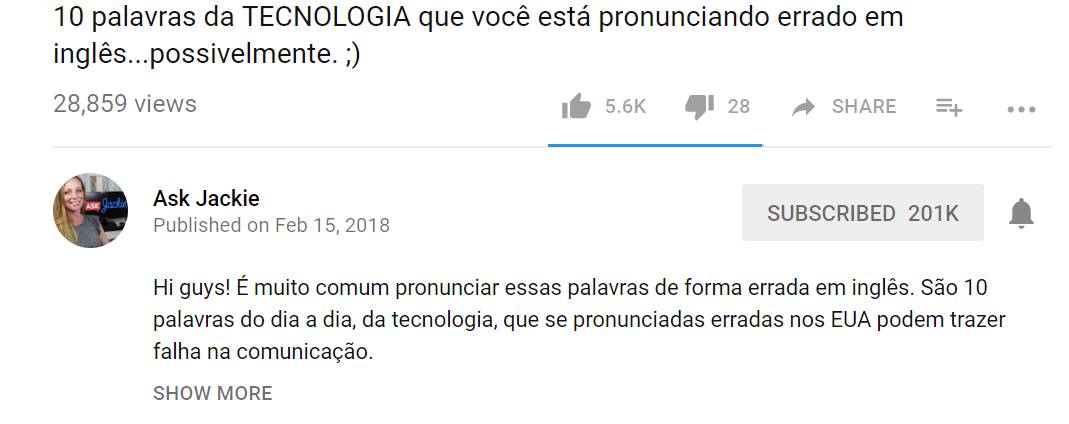 10 palavras da TECNOLOGIA que você está pronunciando errado em
inglês...possivelmente. ;)
28,859 views
5.6K
28
SHARE
Ask Jackie
Published on Feb 15, 2018
SUBSCRIBED 201K
ASK Jackie
Hi guys! É muito comum pronunciar essas palavras de forma errada em inglês. São 10
palavras do dia a dia, da tecnologia, que se pronunciadas erradas nos EUA podem trazer
falha na comunicação.
SHOW MORE